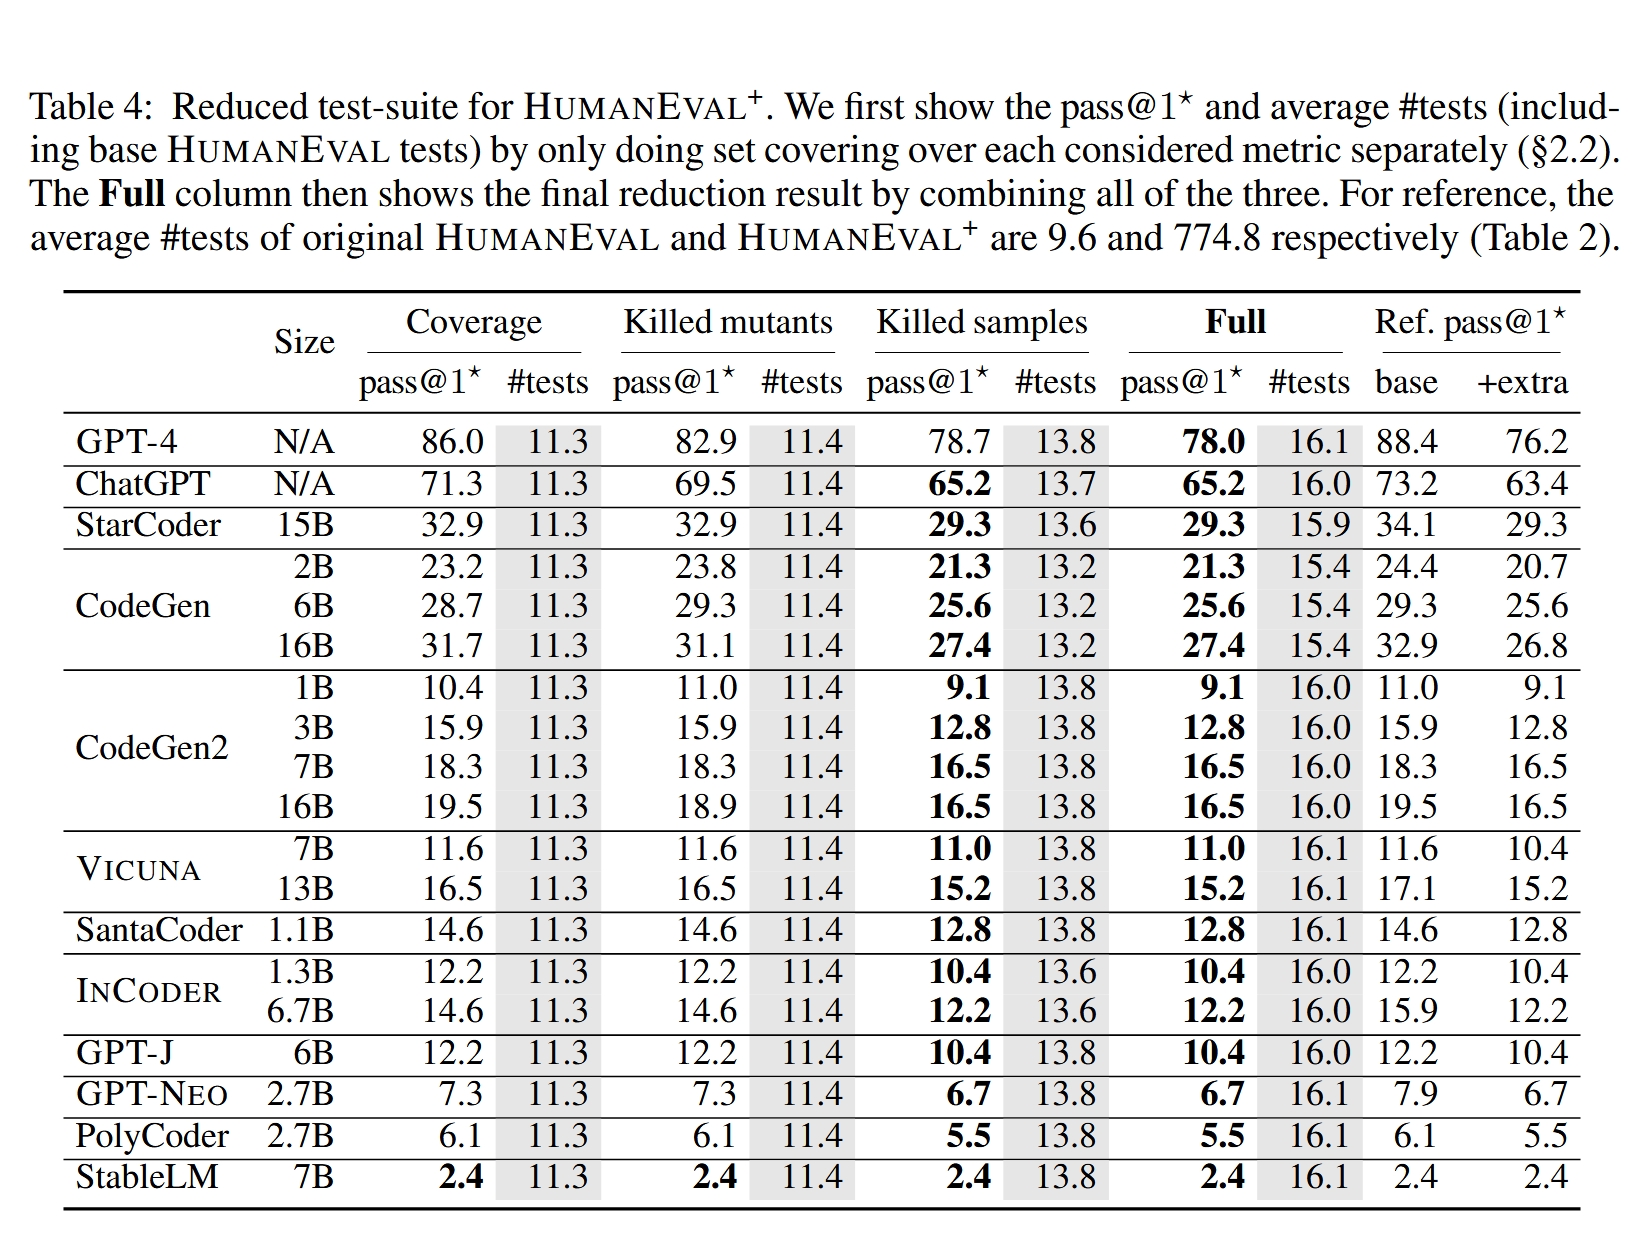 Table 4: Reduced test-suite for HUMANEVAL+. We first show the pass@1⋆ and average #tests (includ-
ing base HUMANEVAL tests) by only doing set covering over each considered metric separately (§2.2).
The Full column then shows the final reduction result by combining all of the three. For reference, the
average #tests of original HUMANEVAL and HUMANEVAL+ are 9.6 and 774.8 respectively (Table 2).
Size Coverage Killed mutants Killed samples Full Ref. pass@1⋆
pass@1⋆ #tests pass@1⋆ #tests pass@1⋆ #tests pass@1⋆ #tests base +extra
GPT-4 N/A 86.0 11.3 82.9 11.4 78.7 13.8 78.0 16.1 88.4 76.2
ChatGPT N/A 71.3 11.3 69.5 11.4 65.2 13.7 65.2 16.0 73.2 63.4
StarCoder 15B 32.9 11.3 32.9 11.4 29.3 13.6 29.3 15.9 34.1 29.3
2B 23.2 11.3 23.8 11.4 21.3 13.2 21.3 15.4 24.4 20.7
CodeGen 6B 28.7 11.3 29.3 11.4 25.6 13.2 25.6 15.4 29.3 25.6
16B 31.7 11.3 31.1 11.4 27.4 13.2 27.4 15.4 32.9 26.8
1B 10.4 11.3 11.0 11.4 9.1 13.8 9.1 16.0 11.0 9.1
3B 15.9 11.3 15.9 11.4 12.8 13.8 12.8 16.0 15.9 12.8
CodeGen2
7B 18.3 11.3 18.3 11.4 16.5 13.8 16.5 16.0 18.3 16.5
16B 19.5 11.3 18.9 11.4 16.5 13.8 16.5 16.0 19.5 16.5
VICUNA
7B 11.6 11.3 11.6 11.4 11.0 13.8 11.0 16.1 11.6 10.4
13B 16.5 11.3 16.5 11.4 15.2 13.8 15.2 16.1 17.1 15.2
SantaCoder 1.1B 14.6 11.3 14.6 11.4 12.8 13.8 12.8 16.1 14.6 12.8
INCODER
1.3B 12.2 11.3 12.2 11.4 10.4 13.6 10.4 16.0 12.2 10.4
6.7B 14.6 11.3 14.6 11.4 12.2 13.6 12.2 16.0 15.9 12.2
GPT-J 6B 12.2 11.3 12.2 11.4 10.4 13.8 10.4 16.0 12.2 10.4
GPT-NEO 2.7B 7.3 11.3 7.3 11.4 6.7 13.8 6.7 16.1 7.9 6.7
PolyCoder 2.7B 6.1 11.3 6.1 11.4 5.5 13.8 5.5 16.1 6.1 5.5
StableLM 7B 2.4 11.3 2.4 11.4 2.4 13.8 2.4 16.1 2.4 2.4